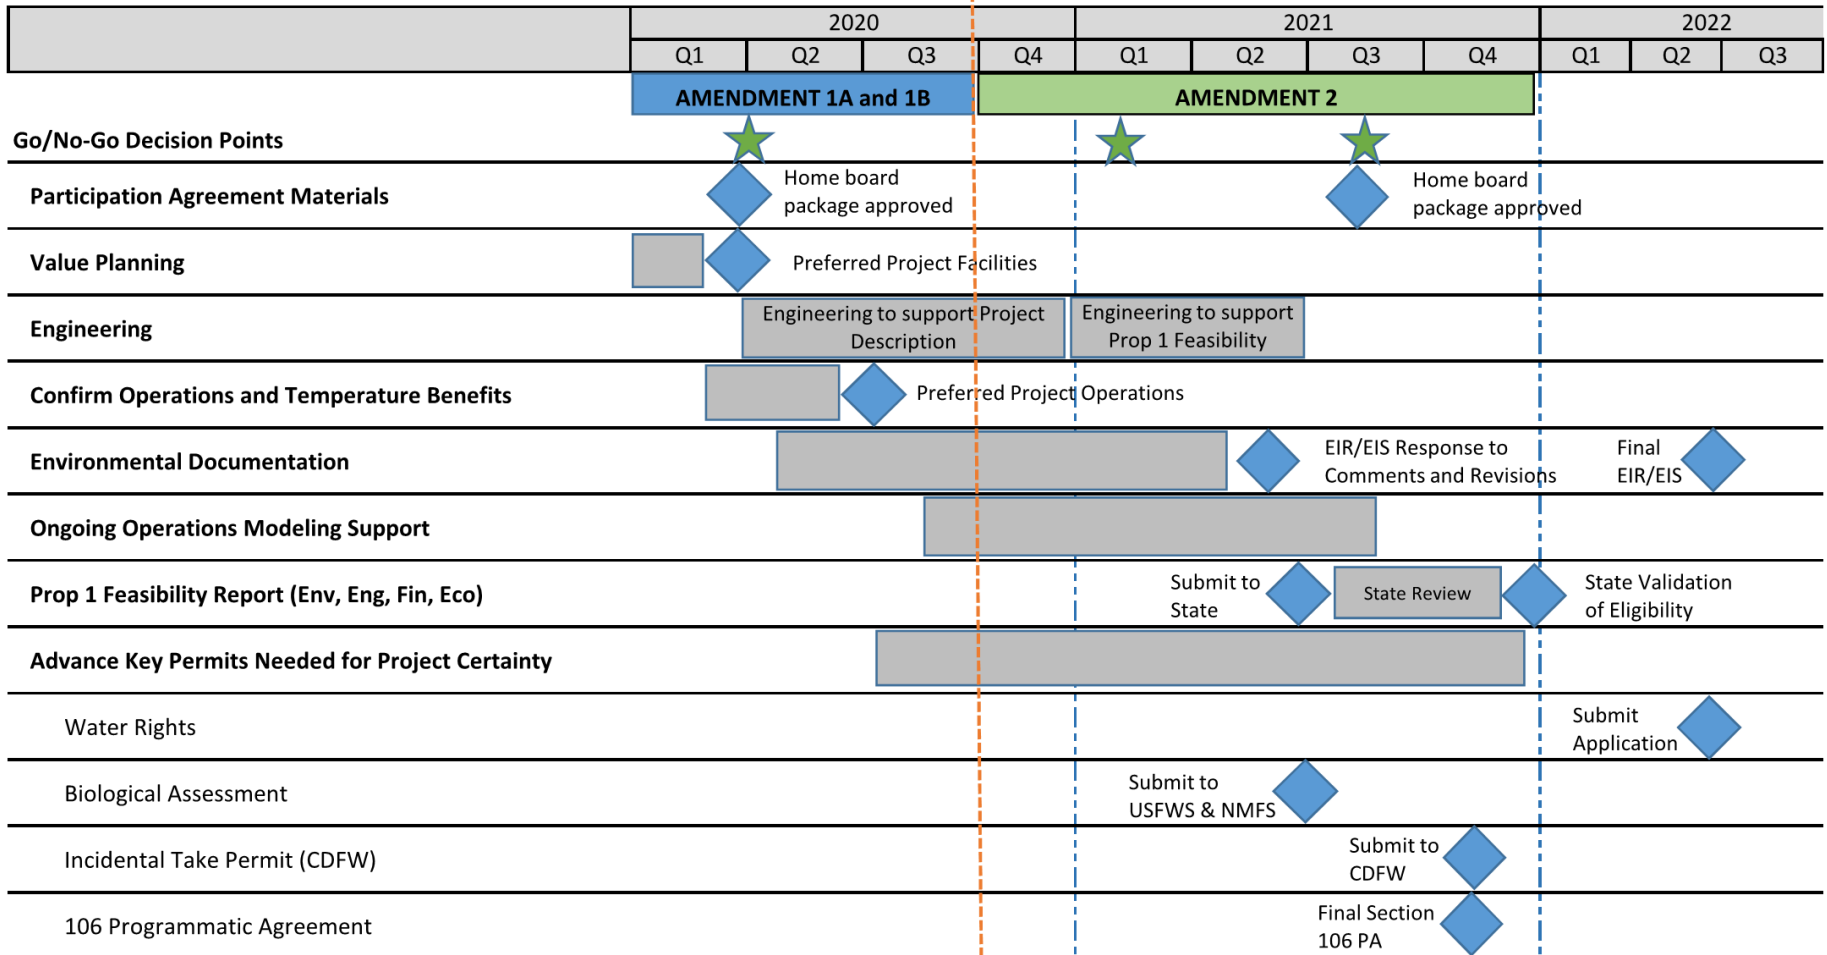 2020 2021 2022
Q1 Q2 Q3 Q4 Q1 Q2 Q3 Q4 Q1 Q2 Q3
AMENDMENT 1A and 1B AMENDMENT 2
Go/No-Go Decision Points
Participation Agreement Materials
Home board
package approved
Home board
package approved
Value Planning
Preferred Project Facilities
Engineering
Engineering to support Project
Description
Engineering to support
Prop 1 Feasibility
Confirm Operations and Temperature Benefits
Preferred Project Operations
Environmental Documentation
EIR/EIS Response to
Comments and Revisions
Final
EIR/EIS
Ongoing Operations Modeling Support
Prop 1 Feasibility Report (Env, Eng, Fin, Eco)
Submit to
State
State Review
State Validation
of Eligibility
Advance Key Permits Needed for Project Certainty
Water Rights
Submit
Application
Biological Assessment
Submit to
USFWS & NMFS
Incidental Take Permit (CDFW)
Submit to
CDFW
106 Programmatic Agreement
Final Section
106 PA